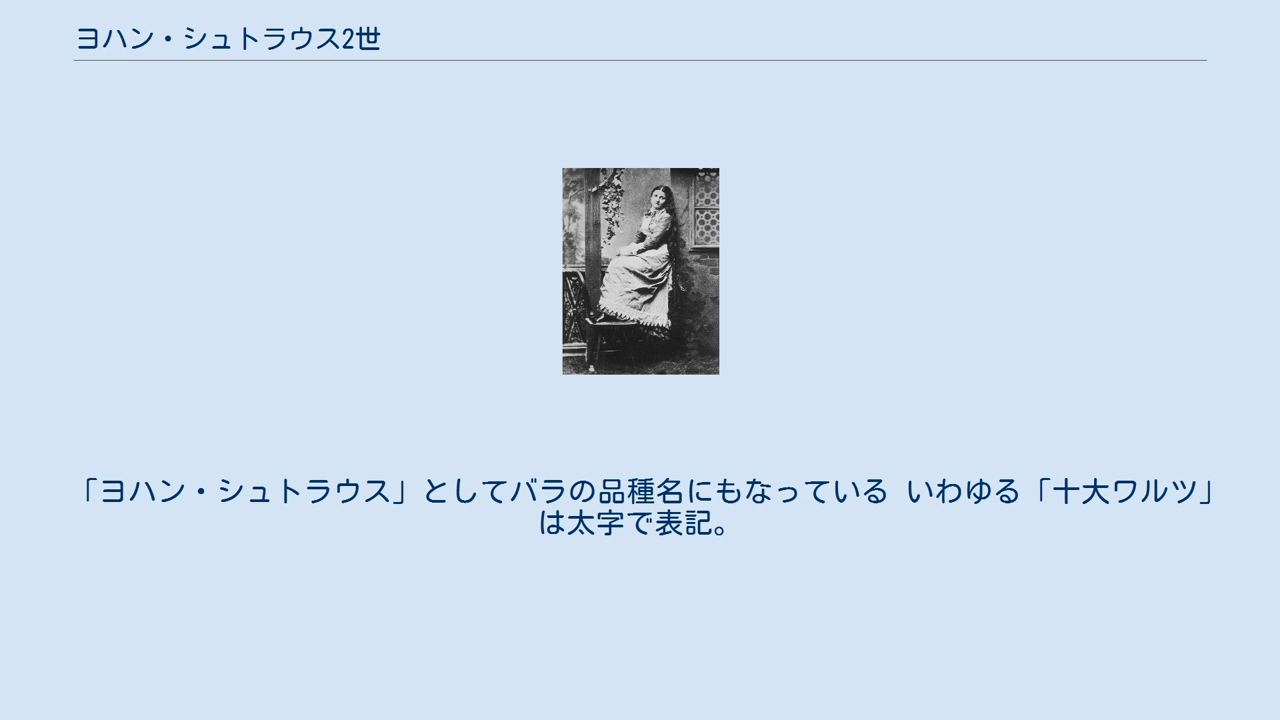 ヨハン・シュトラウス2世
「ヨハン・シュトラウス」としてバラの品種名にもなっている いわゆる「十大ワルツ」
は太字で表記。